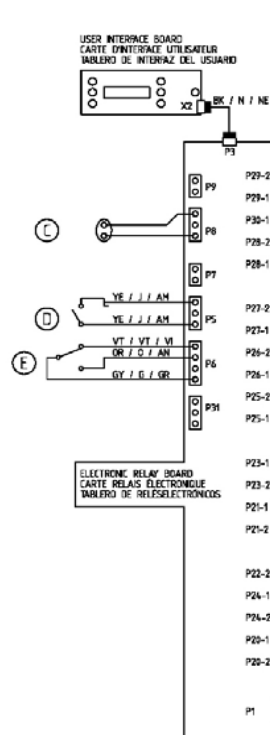 USER INTERFACE BOARD
CARTE D'INTERFACE UTILISATEUR
TABLERO DE INTERFAZ DEL USUARIO
X2
BK / N / NE
P3
P29-2
P9
P29-1
P30-1
C
P8
P28-2
P28-1
P7
YE / J / AM
P27-2
D
P5
YE / J / AM
P27-1
VT / VT / VI
P26-2
OR / O / AN
E
P6
GY / G / GR
P26-1
P25-2
P31
P25-1
P23-1
ELECTRONIC RELAY BOARD
CARTE RELAIS ÉLECTRONIQUE
TABLERO DE RELÉSELECTRÓNICOS
P23-2
P21-1
P21-2
P22-2
P24-1
P24-2
P20-1
P20-2
P1